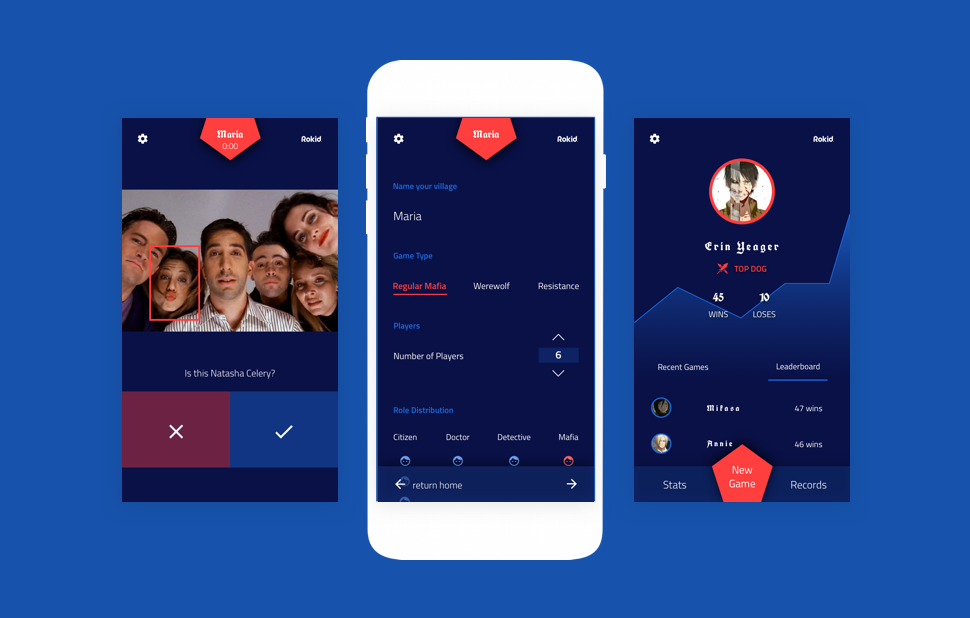 Maria
0:00
Rokid
Is this Natasha Celery?
Maria
Rokid
Name your village
Maria
Game Type
Regular Mafia Werewolf Resistance
Players
Number of Players 6
Role Distribution
Citizen Doctor Detective Mafia
return home
Rokid
Erin Yeager
TOP DOG
45 10
WINS LOSES
Recent Games Leaderboard
Mikasa 47 wins
Annie 46 wins
New
Game
Stats Records